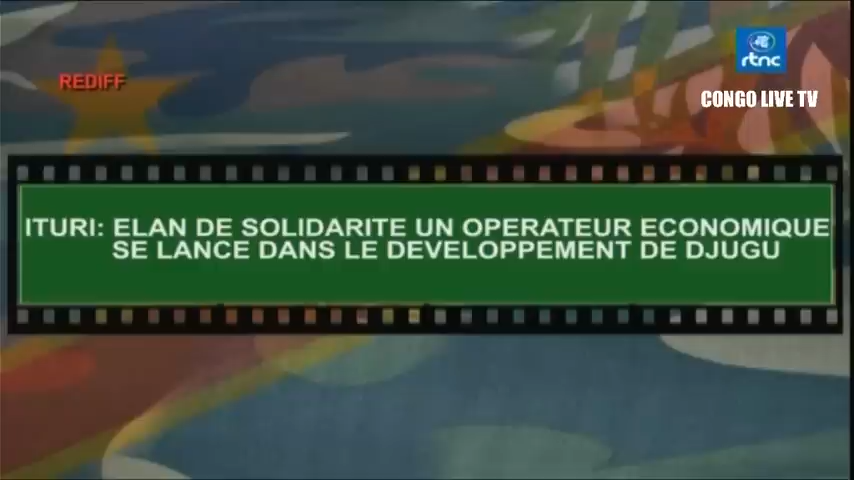 REDIFF
rtnc
CONGO LIVE TV
ITURI: ELAN DE SOLIDARITE UN OPERATEUR ECONOMIQUE
SE LANCE DANS LE DEVELOPPEMENT DE DJUGU